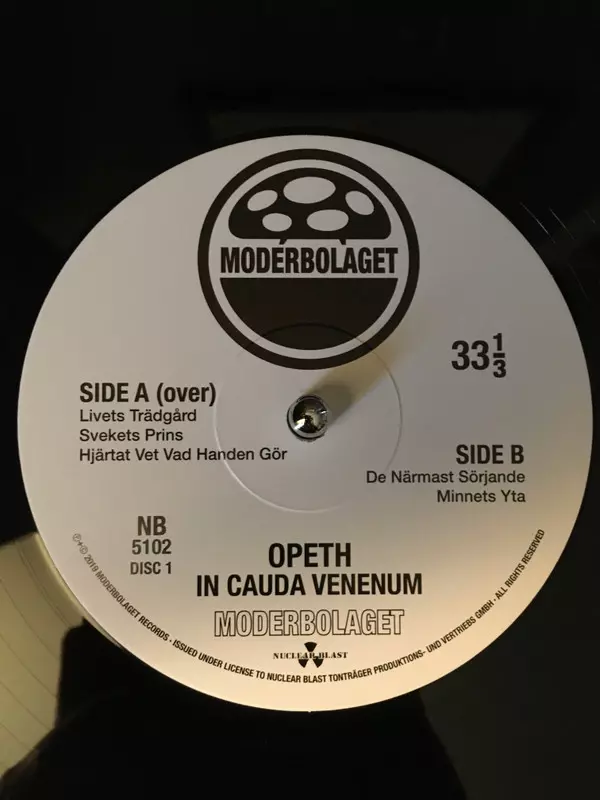 MODERBOLAGET
33 1/3
SIDE A (over)
Livets Trädgård
Svekets Prins
Hjärtat Vet Vad Handen Gör
SIDE B
De Närmast Sörjande
Minnets Yta
NB
5102
DISC 1
OPETH
IN CAUDA VENENUM
MODERBOLAGET
NUCLEAR BLAST
℗+© 2019 MODERBOLAGET RECORDS · ISSUED UNDER LICENSE TO NUCLEAR BLAST TONTRÄGER PRODUKTIONS- UND VERTRIEBS GMBH · ALL RIGHTS RESERVED